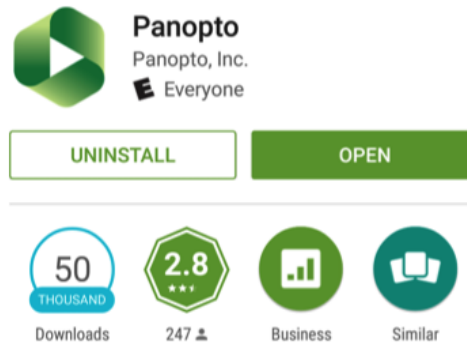 Panopto
Panopto, Inc.
E Everyone
UNINSTALL OPEN
50 2.8
THOUSAND
Downloads 247 Business Similar